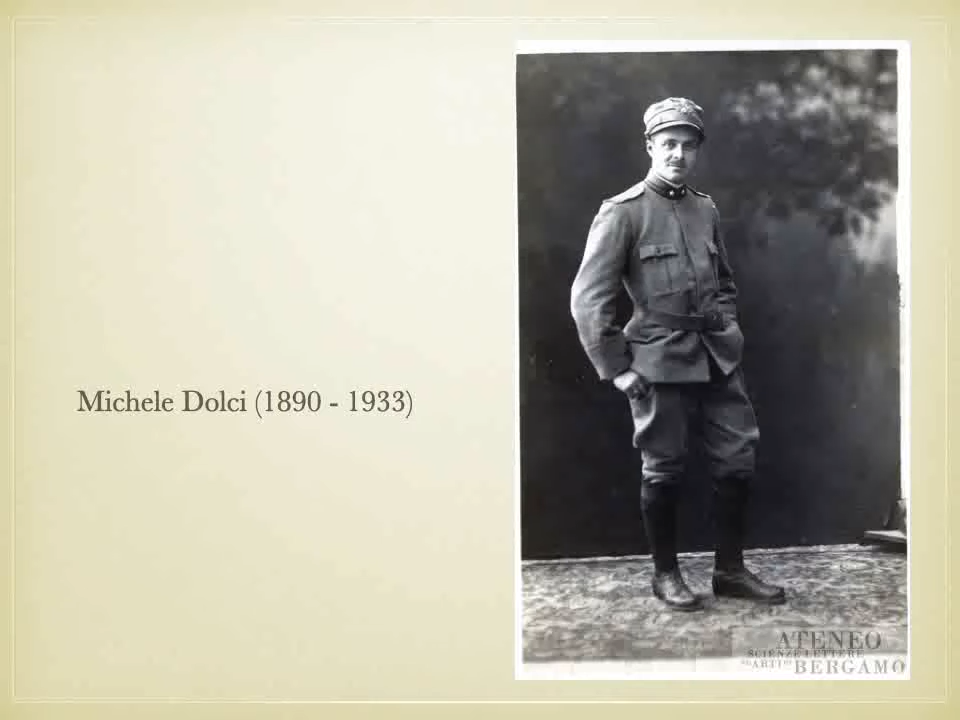 Michele Dolci (1890 - 1933)
ATENEO
SCIENZE LETTERE
ED ARTI DI BERGAMO